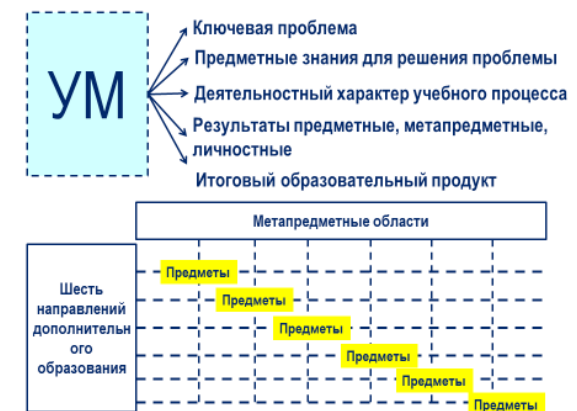 УМ
Ключевая проблема
Предметные знания для решения проблемы
Деятельностный характер учебного процесса
Результаты предметные, метапредметные,
личностные
Итоговый образовательный продукт
Метапредметные области
Шесть
направлений
дополнительн
ого
образования
Предметы
Предметы
Предметы
Предметы
Предметы
Предметы